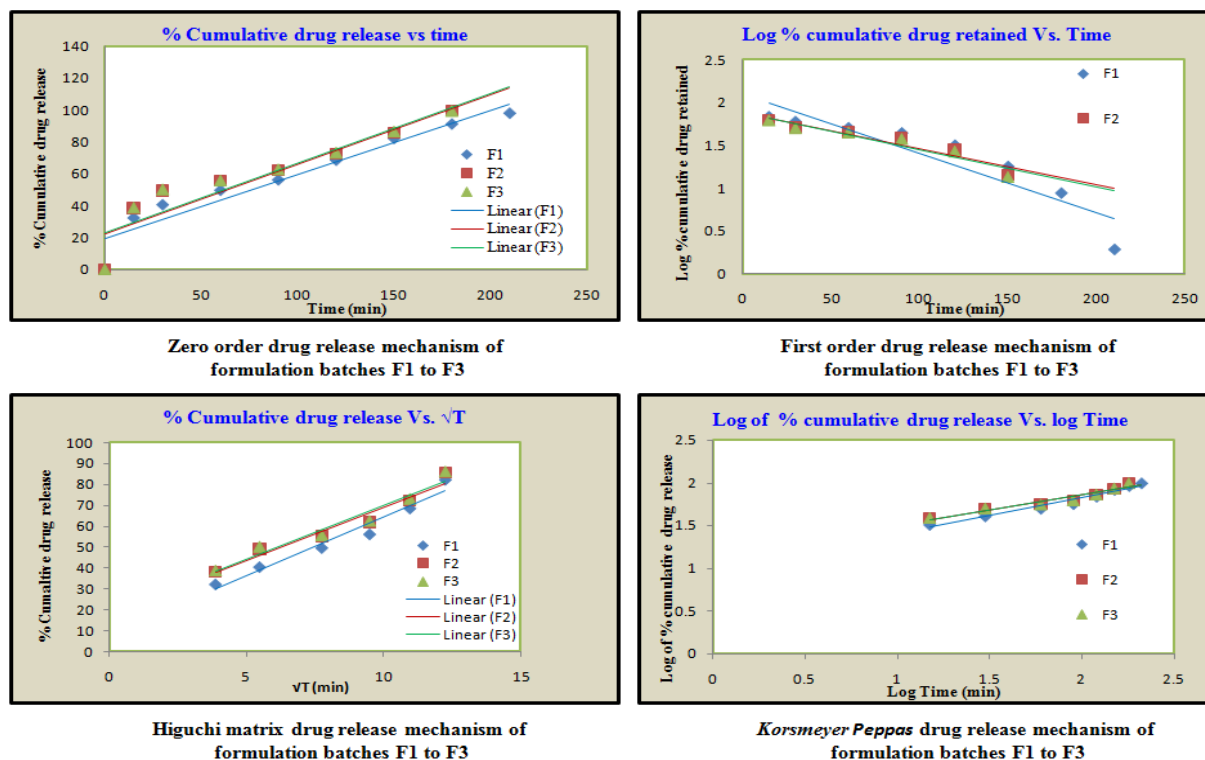 % Cumulative drug release vs time
% Cumulative drug release
140
120
100
80
60
40
20
0
0
50
100
150
200
250
Time (min)
F1
F2
F3
Linear (F1)
Linear (F2)
Linear (F3)
Zero order drug release mechanism of
formulation batches F1 to F3
Log % cumulative drug retained Vs. Time
Log % cumulative drug retained
2.5
2
1.5
1
0.5
0
0
50
100
150
200
250
Time (min)
F1
F2
First order drug release mechanism of
formulation batches F1 to F3
% Cumulative drug release Vs. √T
% Cumaltive drug release
100
90
80
70
60
50
40
30
20
10
0
0
5
10
15
√T (min)
F1
F2
F3
Linear (F1)
Linear (F2)
Linear (F3)
Higuchi matrix drug release mechanism of
formulation batches F1 to F3
Log of % cumulative drug release Vs. log Time
Log of % cumulative drug release
2.5
2
1.5
1
0.5
0
0
0.5
1
1.5
2
2.5
Log Time (min)
F1
F2
F3
Korsmeyer Peppas drug release mechanism of
formulation batches F1 to F3